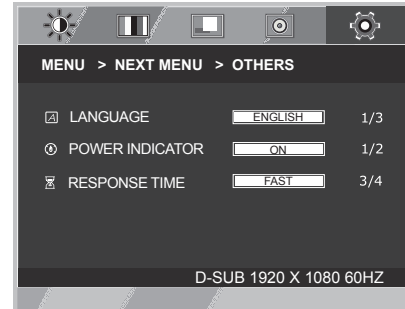 MENU > NEXT MENU > OTHERS
LANGUAGE ENGLISH 1/3
POWER INDICATOR ON 1/2
RESPONSE TIME FAST 3/4
D-SUB 1920 X 1080 60HZ